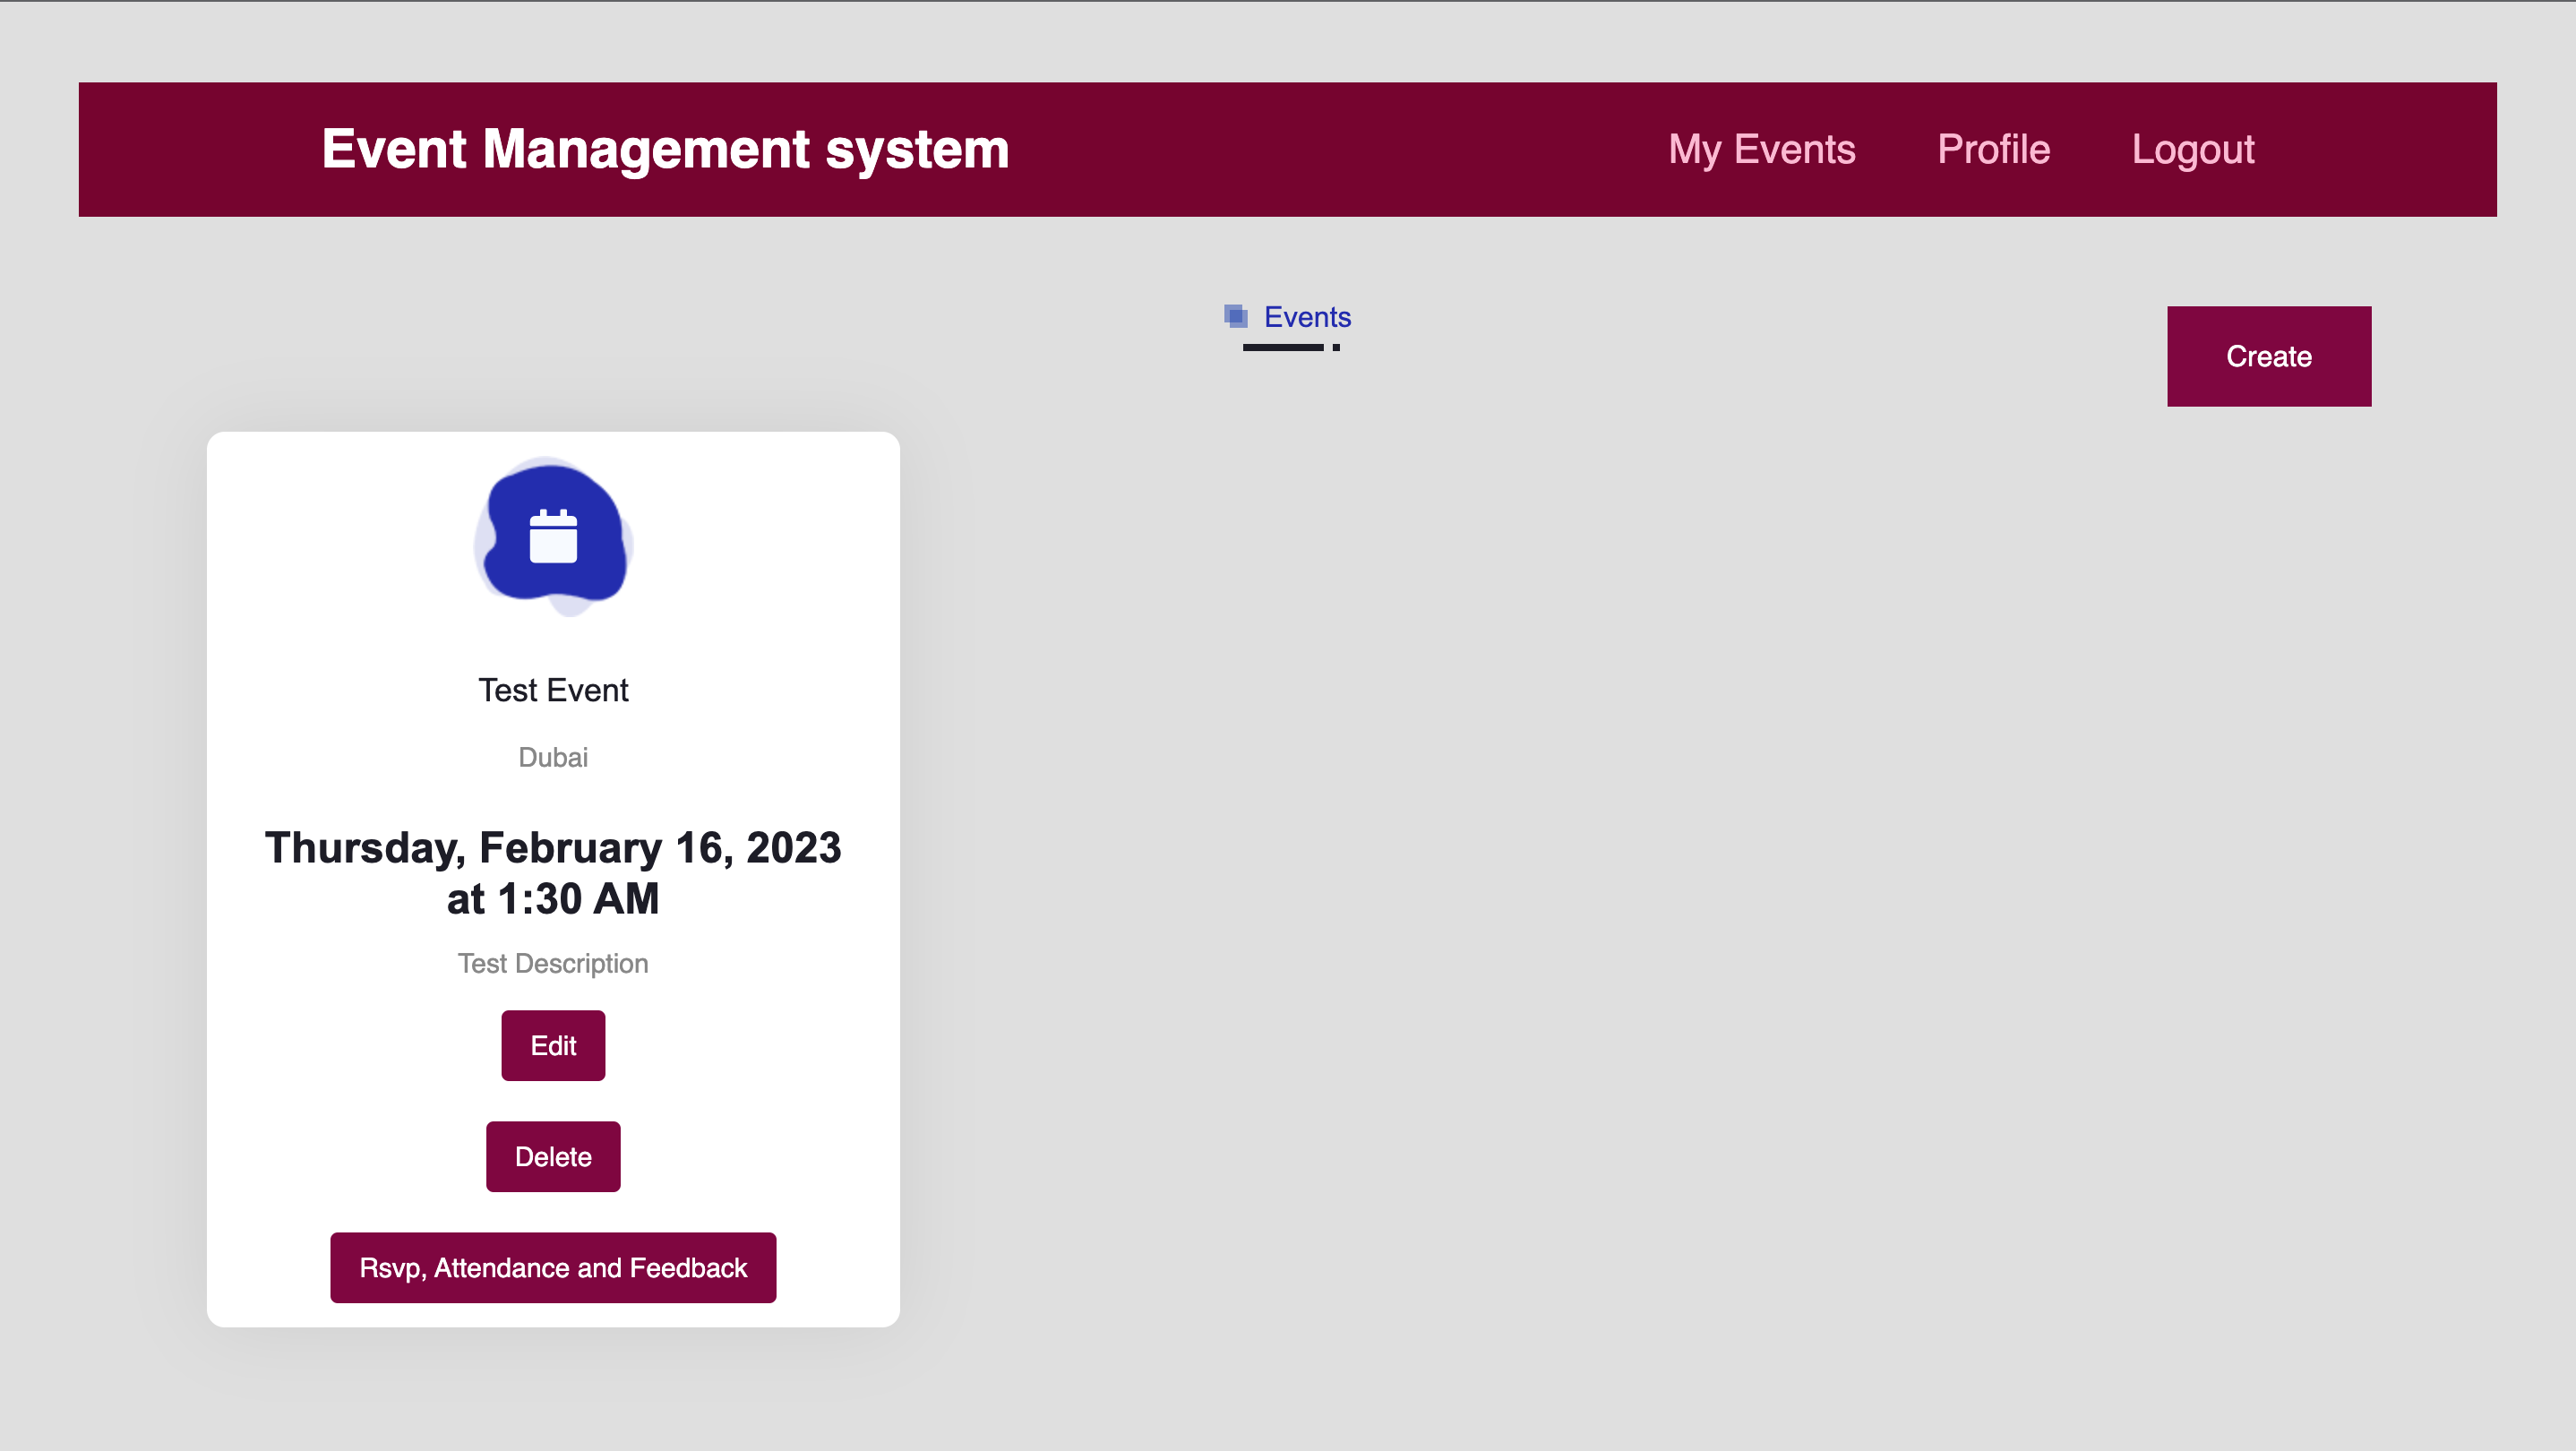 Event Management system
My Events
Profile
Logout
Events
Create
Test Event
Dubai
Thursday, February 16, 2023
at 1:30 AM
Test Description
Edit
Delete
Rsvp, Attendance and Feedback